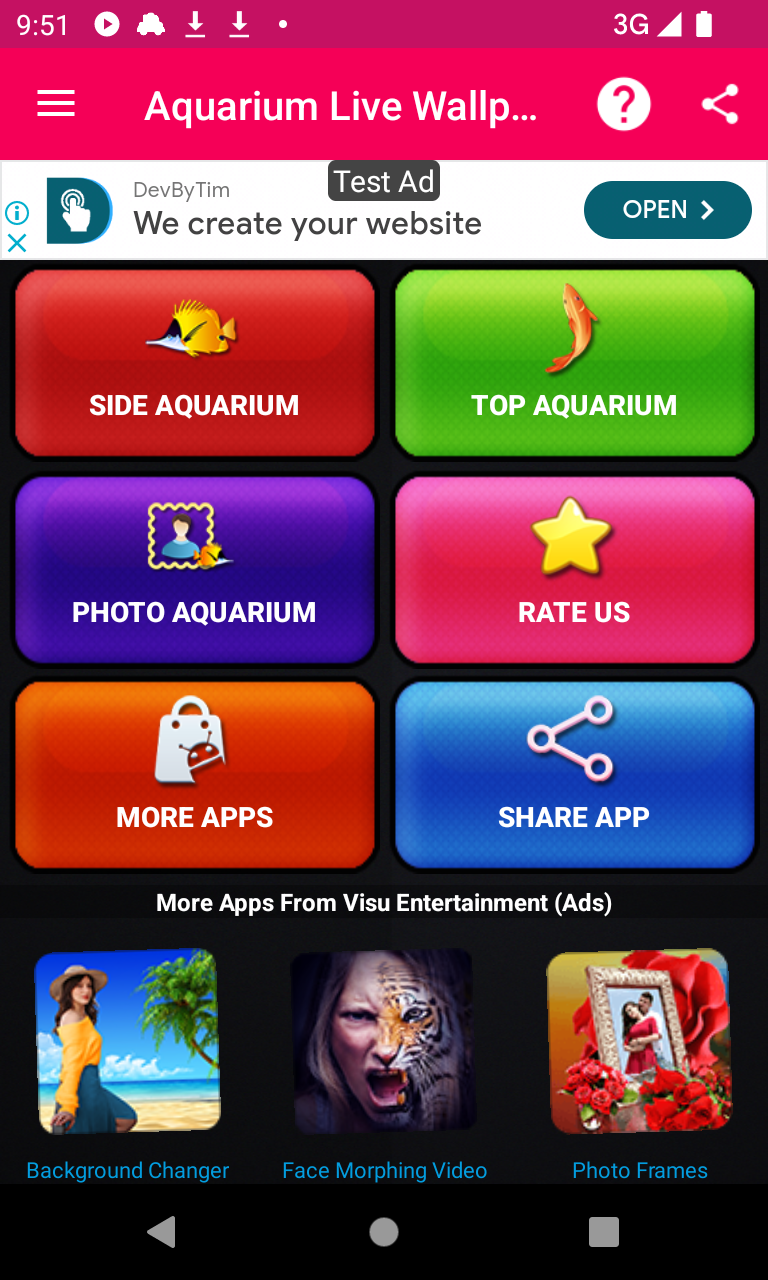 9:51
3G
Aquarium Live Wallp...
Test Ad
DevByTim
We create your website
OPEN
SIDE AQUARIUM
TOP AQUARIUM
PHOTO AQUARIUM
RATE US
MORE APPS
SHARE APP
More Apps From Visu Entertainment (Ads)
Background Changer
Face Morphing Video
Photo Frames